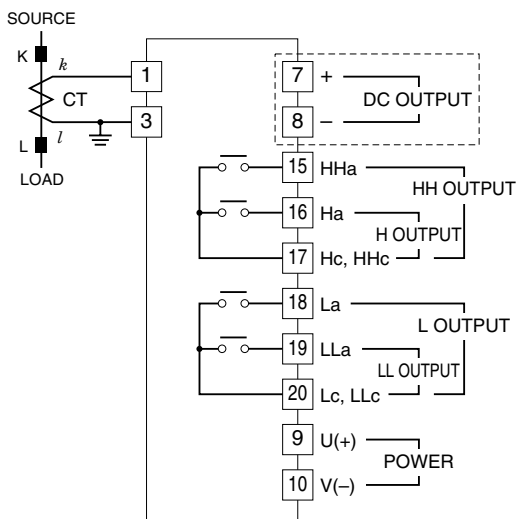 SOURCE
K k
CT
L l
LOAD
1
3
7 +
8 –
DC OUTPUT
15 HHa
16 Ha
17 Hc, HHc
H OUTPUT
HH OUTPUT
18 La
19 LLa
20 Lc, LLc
LL OUTPUT
L OUTPUT
9 U(+)
10 V(–)
POWER